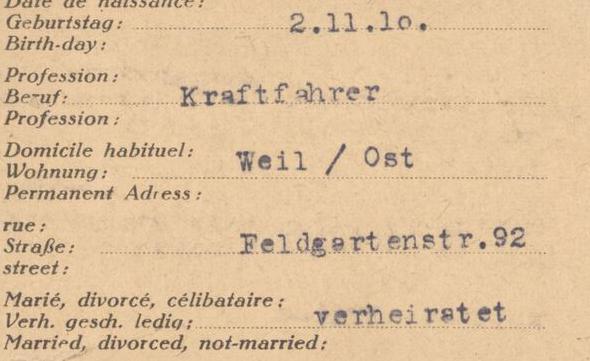 Date de naissance:
Geburtstag: 2.11.1o.
Birth-day:
Profession:
Beruf: Kraftfahrer
Profession:
Domicile habituel:
Wohnung: Weil / Ost
Permanent Adress:
rue:
Straße: Feldgartenstr.92
street:
Marié, divorcé, célibataire:
Verh. gesch. ledig: verheiratet
Married, divorced, not-married: